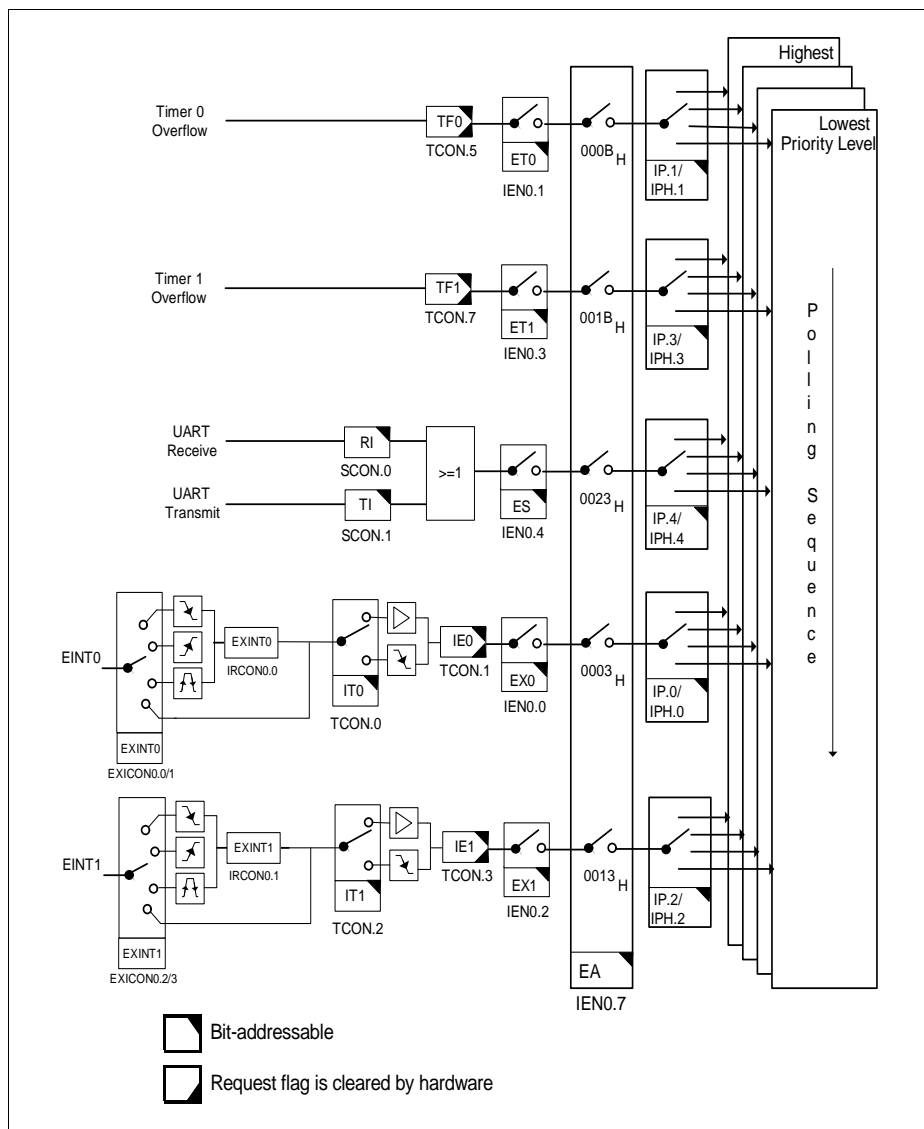 Highest
Lowest
Priority Level
Timer 0
Overflow
TF0
TCON.5
ET0
IEN0.1
000B H
IP.1/
IPH.1
Timer 1
Overflow
TF1
TCON.7
ET1
IEN0.3
001B H
IP.3/
IPH.3
Polling Sequence
UART
Receive
RI
SCON.0
UART
Transmit
TI
SCON.1
>=1
ES
IEN0.4
0023 H
IP.4/
IPH.4
EINT0
EXINT0
EXICON0.0/1
EXINT0
IRCON0.0
IT0
TCON.0
IE0
TCON.1
EX0
IEN0.0
0003 H
IP.0/
IPH.0
EINT1
EXINT1
EXICON0.2/3
EXINT1
IRCON0.1
IT1
TCON.2
IE1
TCON.3
EX1
IEN0.2
0013 H
IP.2/
IPH.2
EA
IEN0.7
Bit-addressable
Request flag is cleared by hardware